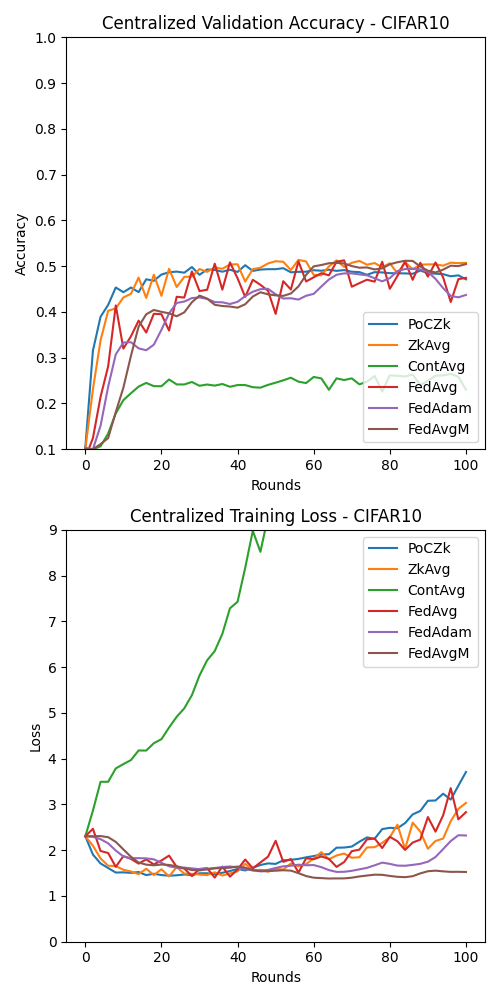 Centralized Validation Accuracy - CIFAR10
1.0
0.9
0.8
0.7
0.6
0.5
0.4
0.3
0.2
0.1
Accuracy
PoCZk
ZkAvg
ContAvg
FedAvg
FedAdam
FedAvgM
0 20 40 60 80 100
Rounds
Centralized Training Loss - CIFAR10
9
8
7
6
5
4
3
2
1
0
Loss
PoCZk
ZkAvg
ContAvg
FedAvg
FedAdam
FedAvgM
0 20 40 60 80 100
Rounds